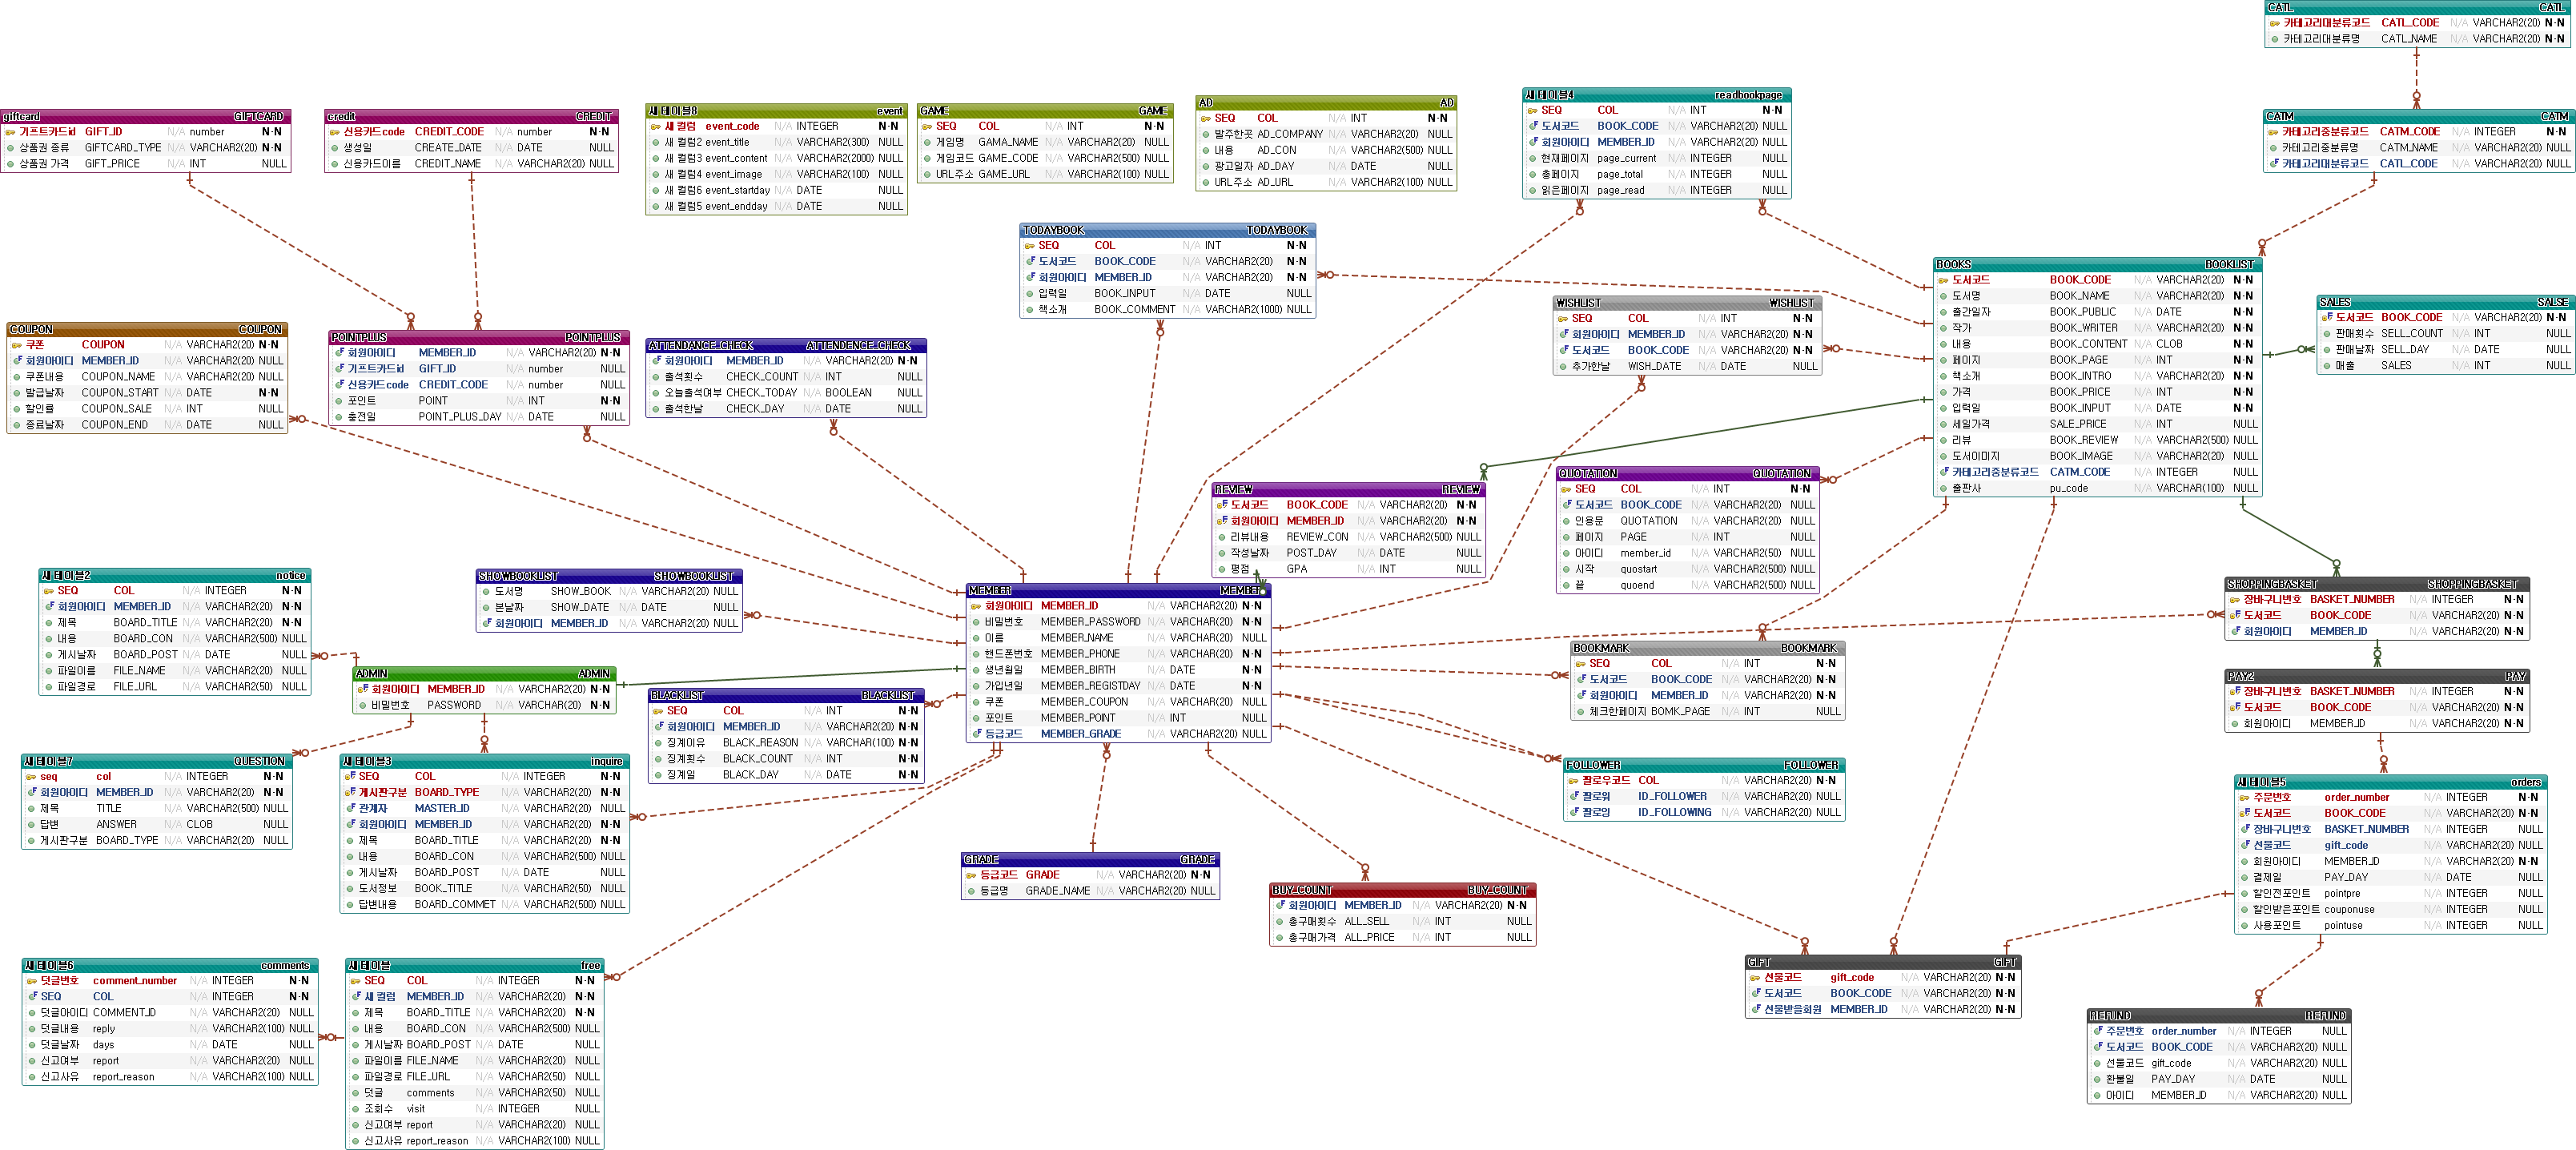 CATL CATL
카테고리대분류코드 CATL_CODE N/A VARCHAR2(20) N-N
카테고리대분류명 CATL_NAME N/A VARCHAR2(20) N-N
giftcard GIFTCARD
기프트카드id GIFT_ID N/A number N-N
상품권 종류 GIFTCARD_TYPE N/A VARCHAR2(20) N-N
상품권 가격 GIFT_PRICE N/A INT NULL
credit CREDIT
신용카드code CREDIT_CODE N/A number N-N
생성일 CREATE_DATE N/A DATE NULL
신용카드이름 CREDIT_NAME N/A VARCHAR2(20) NULL
새 테이블8 event
새 컬럼 event_code N/A INTEGER N-N
새 컬럼2 event_title N/A VARCHAR2(300) NULL
새 컬럼3 event_content N/A VARCHAR2(2000) NULL
새 컬럼4 event_image N/A VARCHAR2(100) NULL
새 컬럼6 event_startday N/A DATE NULL
새 컬럼5 event_endday N/A DATE NULL
GAME GAME
SEQ COL N/A INT N-N
게임명 GAMA_NAME N/A VARCHAR2(20) NULL
게임코드 GAME_CODE N/A VARCHAR2(500) NULL
URL주소 GAME_URL N/A VARCHAR2(100) NULL
AD AD
SEQ COL N/A INT N-N
발주한곳 AD_COMPANY N/A VARCHAR2(20) NULL
내용 AD_CON N/A VARCHAR2(500) NULL
광고일자 AD_DAY N/A DATE NULL
URL주소 AD_URL N/A VARCHAR2(100) NULL
새 테이블4 readbookpage
SEQ COL N/A INT N-N
도서코드 BOOK_CODE N/A VARCHAR2(20) NULL
회원아이디 MEMBER_ID N/A VARCHAR2(20) NULL
현재페이지 page_current N/A INTEGER NULL
총페이지 page_total N/A INTEGER NULL
읽은페이지 page_read N/A INTEGER NULL
CATM CATM
카테고리중분류코드 CATM_CODE N/A INTEGER N-N
카테고리중분류명 CATM_NAME N/A VARCHAR2(20) NULL
카테고리대분류코드 CATL_CODE N/A VARCHAR2(20) NULL
TODAYBOOK TODAYBOOK
SEQ COL N/A INT N-N
도서코드 BOOK_CODE N/A VARCHAR2(20) N-N
회원아이디 MEMBER_ID N/A VARCHAR2(20) N-N
입력일 BOOK_INPUT N/A DATE NULL
책소개 BOOK_COMMENT N/A VARCHAR2(1000) NULL
BOOKS BOOKLIST
도서코드 BOOK_CODE N/A VARCHAR2(20) N-N
도서명 BOOK_NAME N/A VARCHAR2(20) N-N
출간일자 BOOK_PUBLIC N/A DATE N-N
작가 BOOK_WRITER N/A VARCHAR2(20) N-N
내용 BOOK_CONTENT N/A CLOB N-N
페이지 BOOK_PAGE N/A INT N-N
책소개 BOOK_INTRO N/A VARCHAR2(20) N-N
가격 BOOK_PRICE N/A INT N-N
입력일 BOOK_INPUT N/A DATE N-N
세일가격 SALE_PRICE N/A INT NULL
리뷰 BOOK_REVIEW N/A VARCHAR2(500) NULL
도서이미지 BOOK_IMAGE N/A VARCHAR2(20) NULL
카테고리중분류코드 CATM_CODE N/A INTEGER NULL
출판사 pu_code N/A VARCHAR(100) NULL
SALES SALSE
도서코드 BOOK_CODE N/A VARCHAR2(20) N-N
판매횟수 SELL_COUNT N/A INT NULL
판매날짜 SELL_DAY N/A DATE NULL
매출 SALES N/A INT NULL
WISHLIST WISHLIST
SEQ COL N/A INT N-N
회원아이디 MEMBER_ID N/A VARCHAR2(20) N-N
도서코드 BOOK_CODE N/A VARCHAR2(20) N-N
추가한날 WISH_DATE N/A DATE NULL
COUPON COUPON
쿠폰 COUPON N/A VARCHAR2(20) N-N
회원아이디 MEMBER_ID N/A VARCHAR2(20) NULL
쿠폰내용 COUPON_NAME N/A VARCHAR2(20) NULL
발급날짜 COUPON_START N/A DATE N-N
할인률 COUPON_SALE N/A INT NULL
종료날짜 COUPON_END N/A DATE NULL
POINTPLUS POINTPLUS
회원아이디 MEMBER_ID N/A VARCHAR2(20) N-N
기프트카드id GIFT_ID N/A number NULL
신용카드code CREDIT_CODE N/A number NULL
포인트 POINT N/A INT N-N
충전일 POINT_PLUS_DAY N/A DATE NULL
ATTENDANCE_CHECK ATTENDENCE_CHECK
회원아이디 MEMBER_ID N/A VARCHAR2(20) N-N
출석횟수 CHECK_COUNT N/A INT NULL
오늘출석여부 CHECK_TODAY N/A BOOLEAN NULL
출석한날 CHECK_DAY N/A DATE NULL
REVIEW REVIEW
도서코드 BOOK_CODE N/A VARCHAR2(20) N-N
회원아이디 MEMBER_ID N/A VARCHAR2(20) N-N
리뷰내용 REVIEW_CON N/A VARCHAR2(500) NULL
작성날짜 POST_DAY N/A DATE NULL
평점 GPA N/A INT NULL
QUOTATION QUOTATION
SEQ COL N/A INT N-N
도서코드 BOOK_CODE N/A VARCHAR2(20) NULL
인용문 QUOTATION N/A VARCHAR2(20) NULL
페이지 PAGE N/A INT NULL
아이디 member_id N/A VARCHAR2(50) NULL
시작 quostart N/A VARCHAR2(500) NULL
끝 quoend N/A VARCHAR2(500) NULL
새 테이블2 notice
SEQ COL N/A INTEGER N-N
회원아이디 MEMBER_ID N/A VARCHAR2(20) N-N
제목 BOARD_TITLE N/A VARCHAR2(20) N-N
내용 BOARD_CON N/A VARCHAR2(500) NULL
게시날짜 BOARD_POST N/A DATE NULL
파일이름 FILE_NAME N/A VARCHAR2(20) NULL
파일경로 FILE_URL N/A VARCHAR2(50) NULL
SHOWBOOKLIST SHOWBOOKLIST
도서명 SHOW_BOOK N/A VARCHAR2(20) NULL
본날짜 SHOW_DATE N/A DATE NULL
회원아이디 MEMBER_ID N/A VARCHAR2(20) N-N
MEMBER MEMBER
회원아이디 MEMBER_ID N/A VARCHAR2(20) N-N
비밀번호 MEMBER_PASSWORD N/A VARCHAR(20) N-N
이름 MEMBER_NAME N/A VARCHAR(20) NULL
핸드폰번호 MEMBER_PHONE N/A VARCHAR(20) N-N
생년월일 MEMBER_BIRTH N/A DATE N-N
가입년일 MEMBER_REGISTDAY N/A DATE N-N
쿠폰 MEMBER_COUPON N/A VARCHAR(20) NULL
포인트 MEMBER_POINT N/A INT NULL
등급코드 MEMBER_GRADE N/A VARCHAR2(20) NULL
SHOPPINGBASKET SHOPPINGBASKET
장바구니번호 BASKET_NUMBER N/A INTEGER N-N
도서코드 BOOK_CODE N/A VARCHAR2(20) N-N
회원아이디 MEMBER_ID N/A VARCHAR2(20) N-N
BOOKMARK BOOKMARK
SEQ COL N/A INT N-N
도서코드 BOOK_CODE N/A VARCHAR2(20) N-N
회원아이디 MEMBER_ID N/A VARCHAR2(20) N-N
체크한페이지 BOMK_PAGE N/A INT NULL
ADMIN ADMIN
회원아이디 MEMBER_ID N/A VARCHAR2(20) N-N
비밀번호 PASSWORD N/A VARCHAR(20) N-N
PAY2 PAY
장바구니번호 BASKET_NUMBER N/A INTEGER N-N
도서코드 BOOK_CODE N/A VARCHAR2(20) N-N
회원아이디 MEMBER_ID N/A VARCHAR2(20) N-N
BLACKLIST BLACKLIST
SEQ COL N/A INT N-N
회원아이디 MEMBER_ID N/A VARCHAR2(20) N-N
징계이유 BLACK_REASON N/A VARCHAR(100) N-N
징계횟수 BLACK_COUNT N/A INT N-N
징계일 BLACK_DAY N/A DATE N-N
새 테이블7 QUESTION
seq col N/A INTEGER N-N
회원아이디 MEMBER_ID N/A VARCHAR2(20) N-N
제목 TITLE N/A VARCHAR2(500) NULL
답변 ANSWER N/A CLOB NULL
게시판구분 BOARD_TYPE N/A VARCHAR2(20) NULL
새 테이블3 inquire
SEQ COL N/A INTEGER N-N
게시판구분 BOARD_TYPE N/A VARCHAR2(20) N-N
관계자 MASTER_ID N/A VARCHAR2(20) N-N
회원아이디 MEMBER_ID N/A VARCHAR2(20) N-N
제목 BOARD_TITLE N/A VARCHAR2(20) N-N
내용 BOARD_CON N/A VARCHAR2(500) NULL
게시날짜 BOARD_POST N/A DATE NULL
도서정보 BOOK_TITLE N/A VARCHAR2(50) NULL
답변내용 BOARD_COMMET N/A VARCHAR2(500) NULL
FOLLOWER FOLLOWER
팔로우코드 COL N/A VARCHAR2(20) N-N
팔로워 ID_FOLLOWER N/A VARCHAR2(20) NULL
팔로잉 ID_FOLLOWING N/A VARCHAR2(20) NULL
새 테이블5 orders
주문번호 order_number N/A INTEGER N-N
도서코드 BOOK_CODE N/A VARCHAR2(20) N-N
장바구니번호 BASKET_NUMBER N/A INTEGER NULL
선물코드 gift_code N/A VARCHAR2(20) NULL
회원아이디 MEMBER_ID N/A VARCHAR2(20) N-N
결제일 PAY_DAY N/A DATE NULL
할인전포인트 pointpre N/A INTEGER NULL
할인받은포인트 couponuse N/A INTEGER NULL
사용포인트 pointuse N/A INTEGER NULL
GRADE GRADE
등급코드 GRADE N/A VARCHAR2(20) N-N
등급명 GRADE_NAME N/A VARCHAR2(20) NULL
BUY_COUNT BUY_COUNT
회원아이디 MEMBER_ID N/A VARCHAR2(20) N-N
총구매횟수 ALL_SELL N/A INT NULL
총구매가격 ALL_PRICE N/A INT NULL
새 테이블6 comments
덧글번호 comment_number N/A INTEGER N-N
SEQ COL N/A INTEGER N-N
덧글아이디 COMMENT_ID N/A VARCHAR2(20) NULL
덧글내용 reply N/A VARCHAR2(100) NULL
덧글날짜 days N/A DATE NULL
신고여부 report N/A VARCHAR2(20) NULL
신고사유 report_reason N/A VARCHAR2(100) NULL
새 테이블 free
SEQ COL N/A INTEGER N-N
새 컬럼 MEMBER_ID N/A VARCHAR2(20) N-N
제목 BOARD_TITLE N/A VARCHAR2(20) N-N
내용 BOARD_CON N/A VARCHAR2(500) NULL
게시날짜 BOARD_POST N/A DATE NULL
파일이름 FILE_NAME N/A VARCHAR2(20) NULL
파일경로 FILE_URL N/A VARCHAR2(50) NULL
덧글 comments N/A VARCHAR2(50) NULL
조회수 visit N/A INTEGER NULL
신고여부 report N/A VARCHAR2(20) NULL
신고사유 report_reason N/A VARCHAR2(100) NULL
GIFT GIFT
선물코드 gift_code N/A VARCHAR2(20) N-N
도서코드 BOOK_CODE N/A VARCHAR2(20) N-N
선물받을회원 MEMBER_ID N/A VARCHAR2(20) N-N
REFUND REFUND
주문번호 order_number N/A INTEGER NULL
도서코드 BOOK_CODE N/A VARCHAR2(20) NULL
선물코드 gift_code N/A VARCHAR2(20) NULL
환불일 PAY_DAY N/A DATE NULL
아이디 MEMBER_ID N/A VARCHAR2(20) NULL